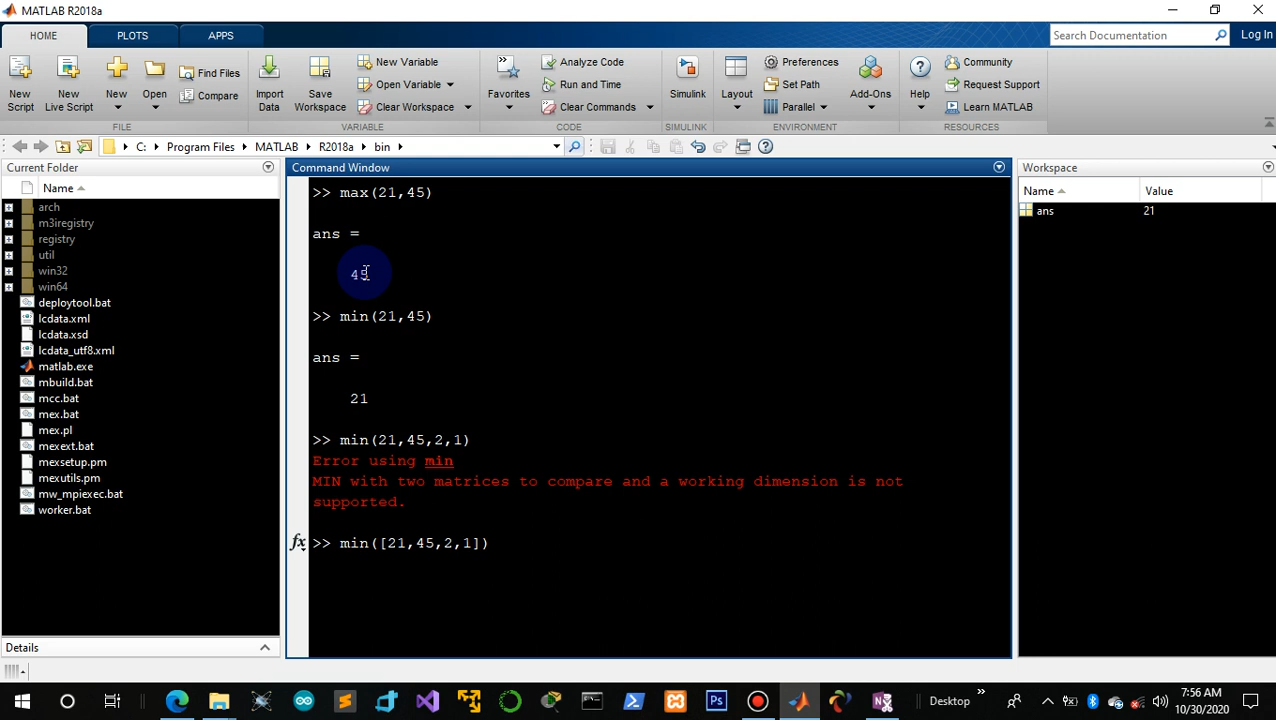 MATLAB R2018a
HOME
PLOTS
APPS
Search Documentation
Log In
New Script
New Live Script
New
Open
Find Files
Compare
Import Data
Save Workspace
New Variable
Open Variable
Clear Workspace
Favorites
Analyze Code
Run and Time
Clear Commands
Simulink
Layout
Preferences
Set Path
Parallel
Add-Ons
Help
Community
Request Support
Learn MATLAB
FILE
VARIABLE
CODE
SIMULINK
ENVIRONMENT
RESOURCES
C:
Program Files
MATLAB
R2018a
bin
Current Folder
Name
arch
m3iregistry
registry
util
win32
win64
deploytool.bat
lcdata.xml
lcdata.xsd
lcdata_utf8.xml
matlab.exe
mbuild.bat
mcc.bat
mex.bat
mex.pl
mexext.bat
mexsetup.pm
mexutils.pm
mw_mpiexec.bat
worker.bat
Details
Command Window
>> max(21,45)
ans =
45
>> min(21,45)
ans =
21
>> min(21,45,2,1)
Error using min
MIN with two matrices to compare and a working dimension is not
supported.
fx >> min([21,45,2,1])
Workspace
Name
Value
ans
21
Ps
Desktop
7:56 AM
10/30/2020